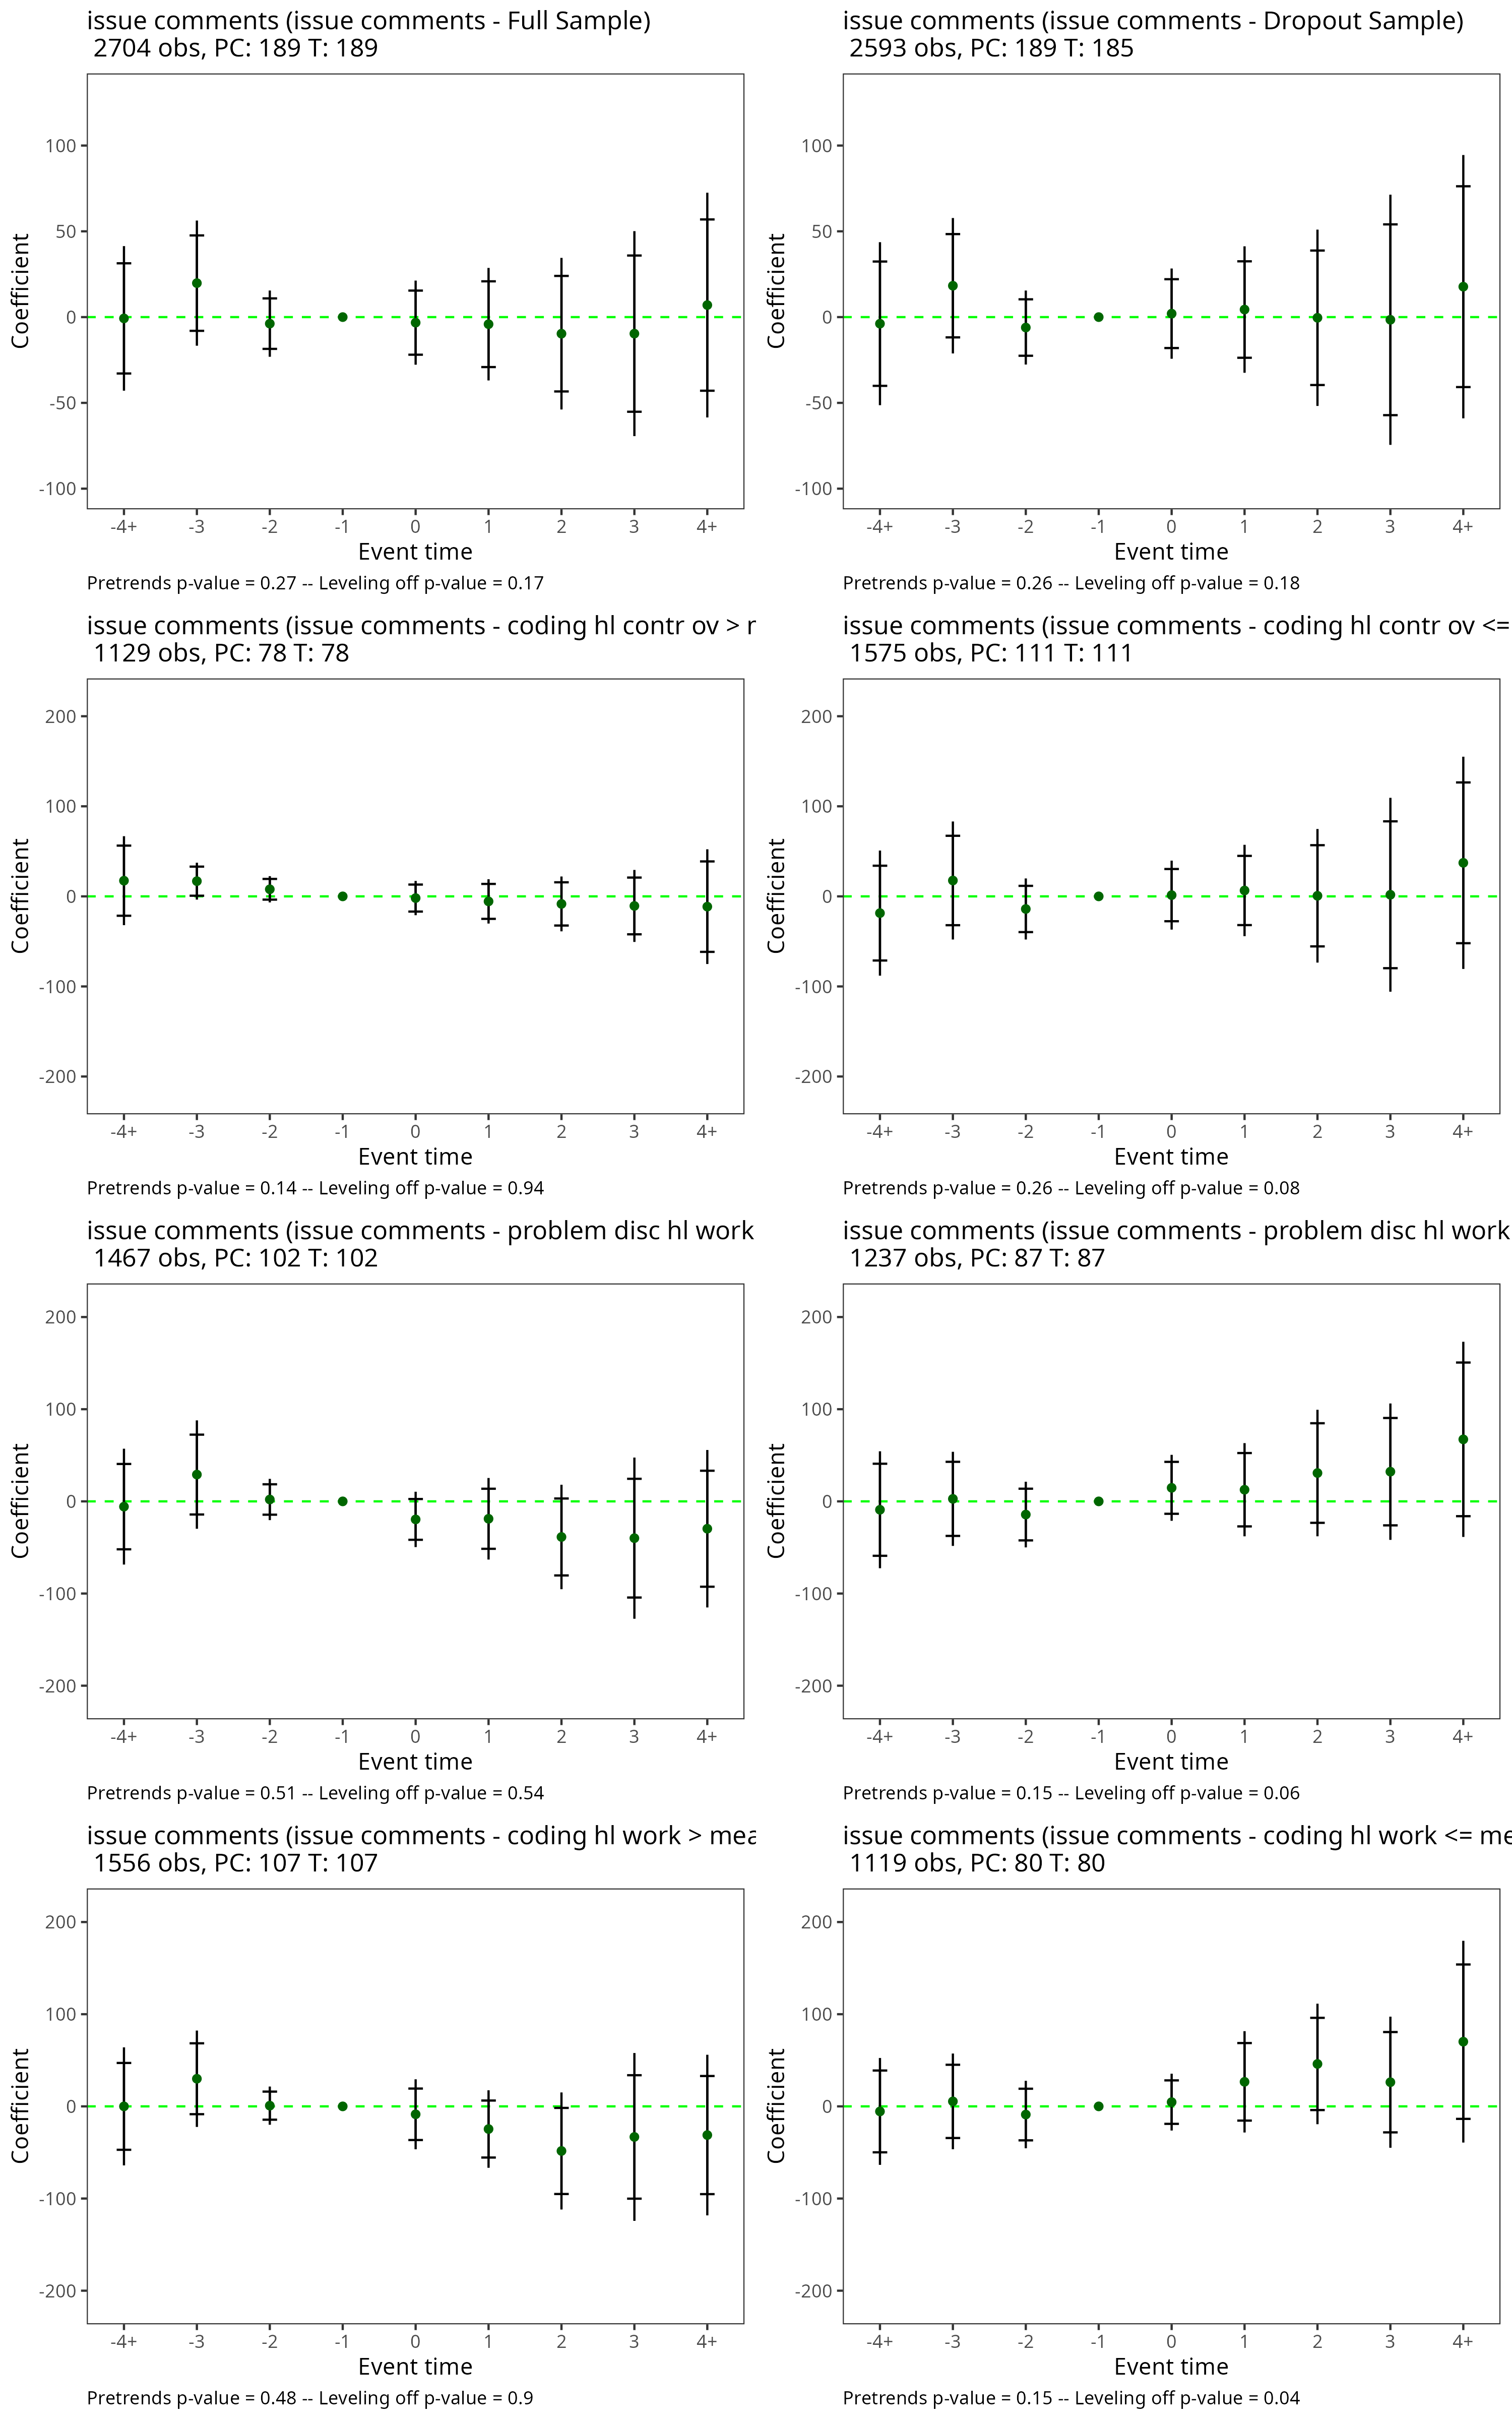 issue comments (issue comments - Full Sample)
2704 obs, PC: 189 T: 189
100
50
0
-50
-100
Coefficient
-4+ -3 -2 -1 0 1 2 3 4+
Event time
Pretrends p-value = 0.27 -- Leveling off p-value = 0.17
issue comments (issue comments - Dropout Sample)
2593 obs, PC: 189 T: 185
100
50
0
-50
-100
Coefficient
-4+ -3 -2 -1 0 1 2 3 4+
Event time
Pretrends p-value = 0.26 -- Leveling off p-value = 0.18
issue comments (issue comments - coding hl contr ov >
1129 obs, PC: 78 T: 78
200
100
0
-100
-200
Coefficient
-4+ -3 -2 -1 0 1 2 3 4+
Event time
Pretrends p-value = 0.14 -- Leveling off p-value = 0.94
issue comments (issue comments - coding hl contr ov <=
1575 obs, PC: 111 T: 111
200
100
0
-100
-200
Coefficient
-4+ -3 -2 -1 0 1 2 3 4+
Event time
Pretrends p-value = 0.26 -- Leveling off p-value = 0.08
issue comments (issue comments - problem disc hl work
1467 obs, PC: 102 T: 102
200
100
0
-100
-200
Coefficient
-4+ -3 -2 -1 0 1 2 3 4+
Event time
Pretrends p-value = 0.51 -- Leveling off p-value = 0.54
issue comments (issue comments - problem disc hl work
1237 obs, PC: 87 T: 87
200
100
0
-100
-200
Coefficient
-4+ -3 -2 -1 0 1 2 3 4+
Event time
Pretrends p-value = 0.15 -- Leveling off p-value = 0.06
issue comments (issue comments - coding hl work > mea
1556 obs, PC: 107 T: 107
200
100
0
-100
-200
Coefficient
-4+ -3 -2 -1 0 1 2 3 4+
Event time
Pretrends p-value = 0.48 -- Leveling off p-value = 0.9
issue comments (issue comments - coding hl work <= me
1119 obs, PC: 80 T: 80
200
100
0
-100
-200
Coefficient
-4+ -3 -2 -1 0 1 2 3 4+
Event time
Pretrends p-value = 0.15 -- Leveling off p-value = 0.04